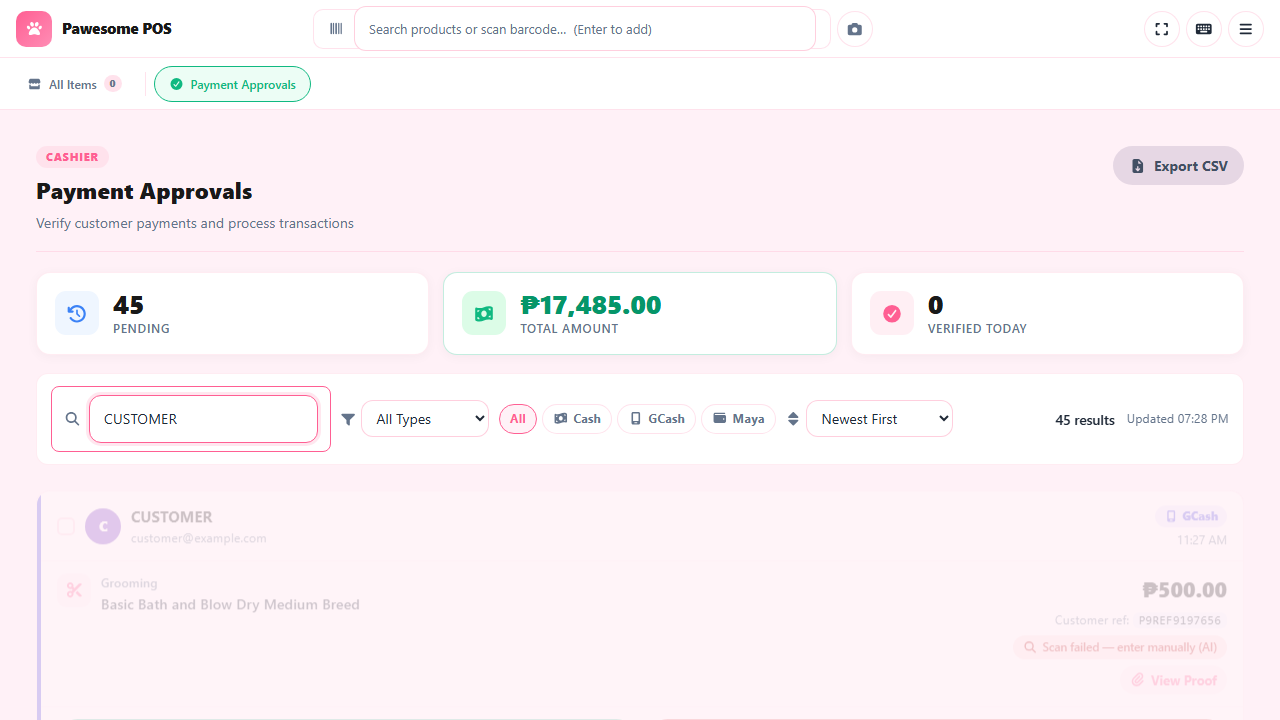 Pawesome POS
Search products or scan barcode... (Enter to add)
All Items 0
Payment Approvals
CASHIER
Payment Approvals
Verify customer payments and process transactions
Export CSV
45
PENDING
₱17,485.00
TOTAL AMOUNT
0
VERIFIED TODAY
CUSTOMER
All Types
All
Cash
GCash
Maya
Newest First
45 results
Updated 07:28 PM
C
CUSTOMER
customer@example.com
GCash
11:27 AM
Grooming
Basic Bath and Blow Dry Medium Breed
₱500.00
Customer ref: P9REF9197656
Scan failed — enter manually (AI)
View Proof